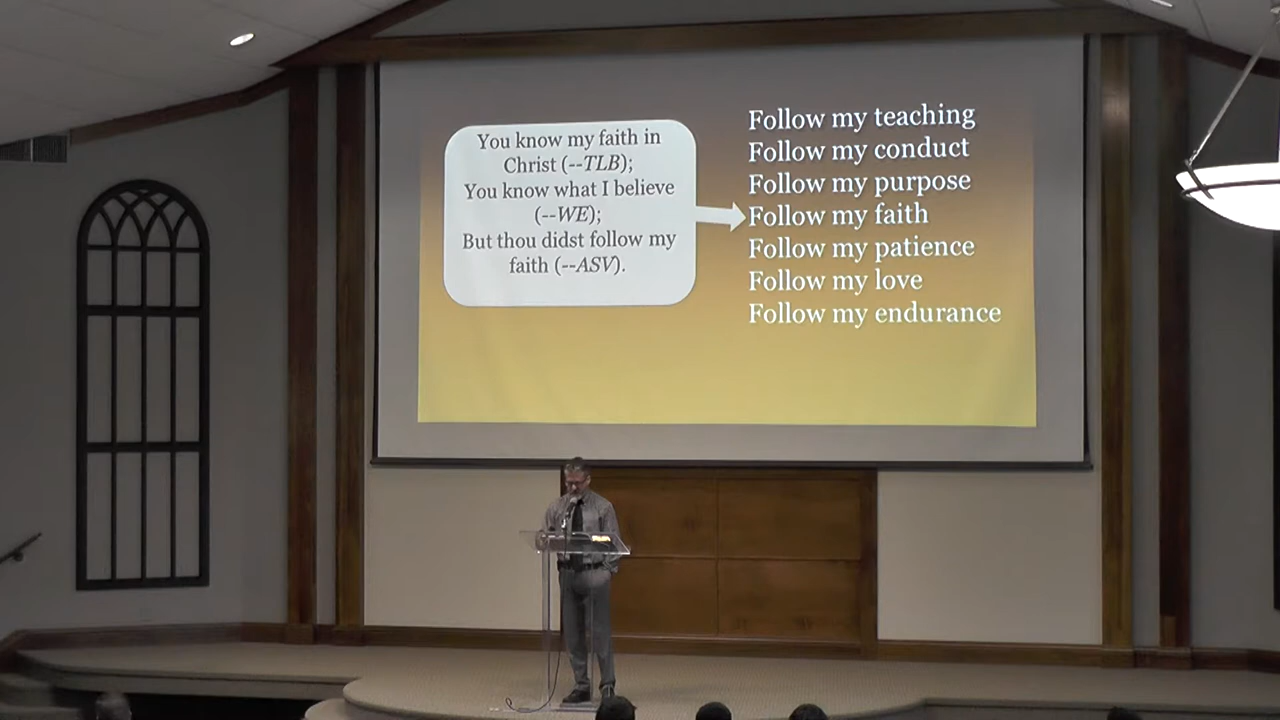 You know my faith in
Christ (--TLB);
You know what I believe
(--WE);
But thou didst follow my
faith (--ASV).
Follow my teaching
Follow my conduct
Follow my purpose
Follow my faith
Follow my patience
Follow my love
Follow my endurance